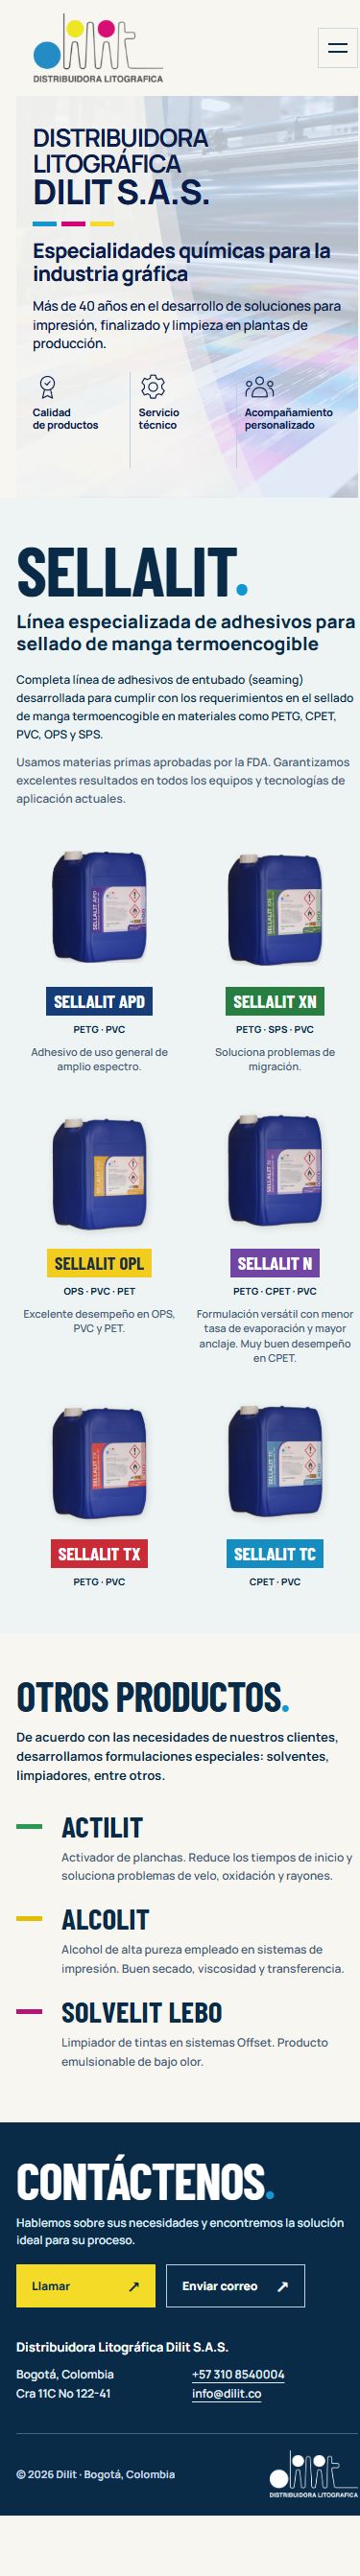 dilit
DISTRIBUIDORA LITOGRAFICA
DISTRIBUIDORA
LITOGRÁFICA
DILIT S.A.S.
Especialidades químicas para la
industria gráfica
Más de 40 años en el desarrollo de soluciones para
impresión, finalizado y limpieza en plantas de
producción.
Calidad
de productos
Servicio
técnico
Acompañamiento
personalizado
SELLALIT.
Línea especializada de adhesivos para
sellado de manga termoencogible
Completa línea de adhesivos de entubado (seaming)
desarrollada para cumplir con los requerimientos en el sellado
de manga termoencogible en materiales como PETG, CPET,
PVC, OPS y SPS.
Usamos materias primas aprobadas por la FDA. Garantizamos
excelentes resultados en todos los equipos y tecnologías de
aplicación actuales.
SELLALIT APD
PETG · PVC
Adhesivo de uso general de
amplio espectro.
SELLALIT XN
PETG · SPS · PVC
Soluciona problemas de
migración.
SELLALIT OPL
OPS · PVC · PET
Excelente desempeño en OPS,
PVC y PET.
SELLALIT N
PETG · CPET · PVC
Formulación versátil con menor
tasa de evaporación y mayor
anclaje. Muy buen desempeño
en CPET.
SELLALIT TX
PETG · PVC
SELLALIT TC
CPET · PVC
OTROS PRODUCTOS.
De acuerdo con las necesidades de nuestros clientes,
desarrollamos formulaciones especiales: solventes,
limpiadores, entre otros.
ACTILIT
Activador de planchas. Reduce los tiempos de inicio y
soluciona problemas de velo, oxidación y rayones.
ALCOLIT
Alcohol de alta pureza empleado en sistemas de
impresión. Buen secado, viscosidad y transferencia.
SOLVELIT LEBO
Limpiador de tintas en sistemas Offset. Producto
emulsionable de bajo olor.
CONTÁCTENOS.
Hablemos sobre sus necesidades y encontremos la solución
ideal para su proceso.
Llamar ↗
Enviar correo ↗
Distribuidora Litográfica Dilit S.A.S.
Bogotá, Colombia
Cra 11C No 122-41
+57 310 8540004
info@dilit.co
© 2026 Dilit · Bogotá, Colombia
dilit
DISTRIBUIDORA LITOGRAFICA